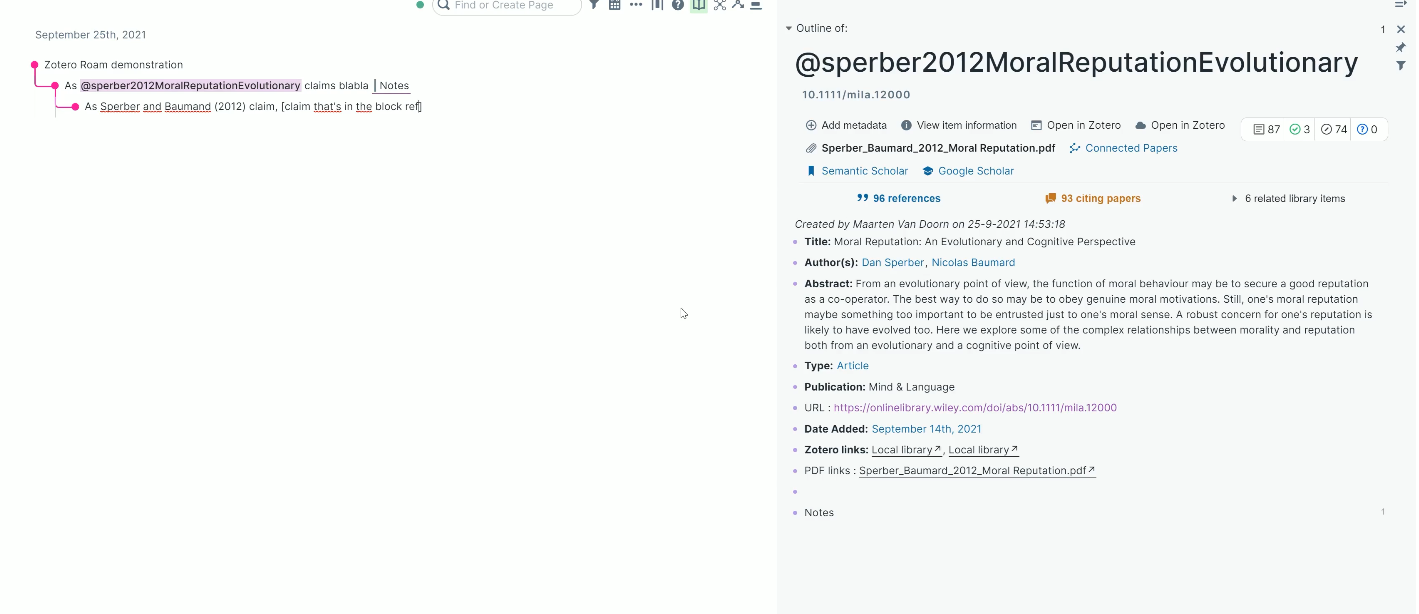 Find or Create Page
September 25th, 2021
Zotero Roam demonstration
As @sperber2012MoralReputationEvolutionary claims blabla | Notes
As Sperber and Baumand (2012) claim, [claim that's in the block ref]
Outline of:
1
@sperber2012MoralReputationEvolutionary
10.1111/mila.12000
Add metadata View item information Open in Zotero Open in Zotero 87 3 74 0
Sperber_Baumard_2012_Moral Reputation.pdf Connected Papers
Semantic Scholar Google Scholar
96 references 93 citing papers 6 related library items
Created by Maarten Van Doorn on 25-9-2021 14:53:18
Title: Moral Reputation: An Evolutionary and Cognitive Perspective
Author(s): Dan Sperber, Nicolas Baumard
Abstract: From an evolutionary point of view, the function of moral behaviour may be to secure a good reputation
as a co-operator. The best way to do so may be to obey genuine moral motivations. Still, one's moral reputation
maybe something too important to be entrusted just to one's moral sense. A robust concern for one's reputation is
likely to have evolved too. Here we explore some of the complex relationships between morality and reputation
both from an evolutionary and a cognitive point of view.
Type: Article
Publication: Mind & Language
URL : https://onlinelibrary.wiley.com/doi/abs/10.1111/mila.12000
Date Added: September 14th, 2021
Zotero links: Local library, Local library
PDF links : Sperber_Baumard_2012_Moral Reputation.pdf
Notes 1